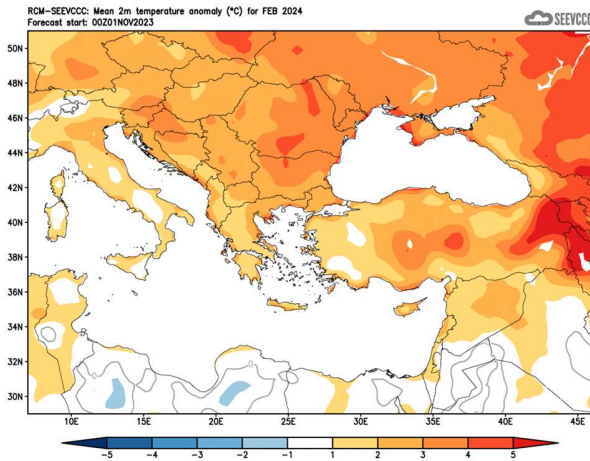 RCM-SEEVCCC: Mean 2m temperature anomaly (°C) for FEB 2024
Forecast start: 00Z01NOV2023
SEEVCCC
50N
48N
46N
44N
42N
40N
38N
36N
34N
32N
30N
10E 15E 20E 25E 30E 35E 40E 45E
-5 -4 -3 -2 -1 1 2 3 4 5